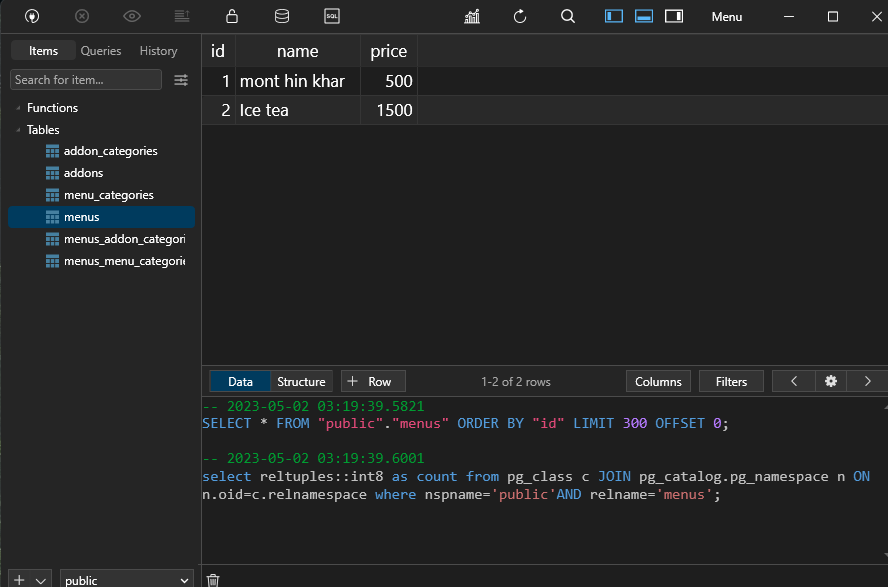 SQL
Menu
Items Queries History
Search for item...
Functions
Tables
addon_categories
addons
menu_categories
menus
menus_addon_categori
menus_menu_categorie
id name price
1 mont hin khar 500
2 Ice tea 1500
Data Structure + Row 1-2 of 2 rows Columns Filters
-- 2023-05-02 03:19:39.5821
SELECT * FROM "public"."menus" ORDER BY "id" LIMIT 300 OFFSET 0;
-- 2023-05-02 03:19:39.6001
select reltuples::int8 as count from pg_class c JOIN pg_catalog.pg_namespace n ON
n.oid=c.relnamespace where nspname='public'AND relname='menus';
public